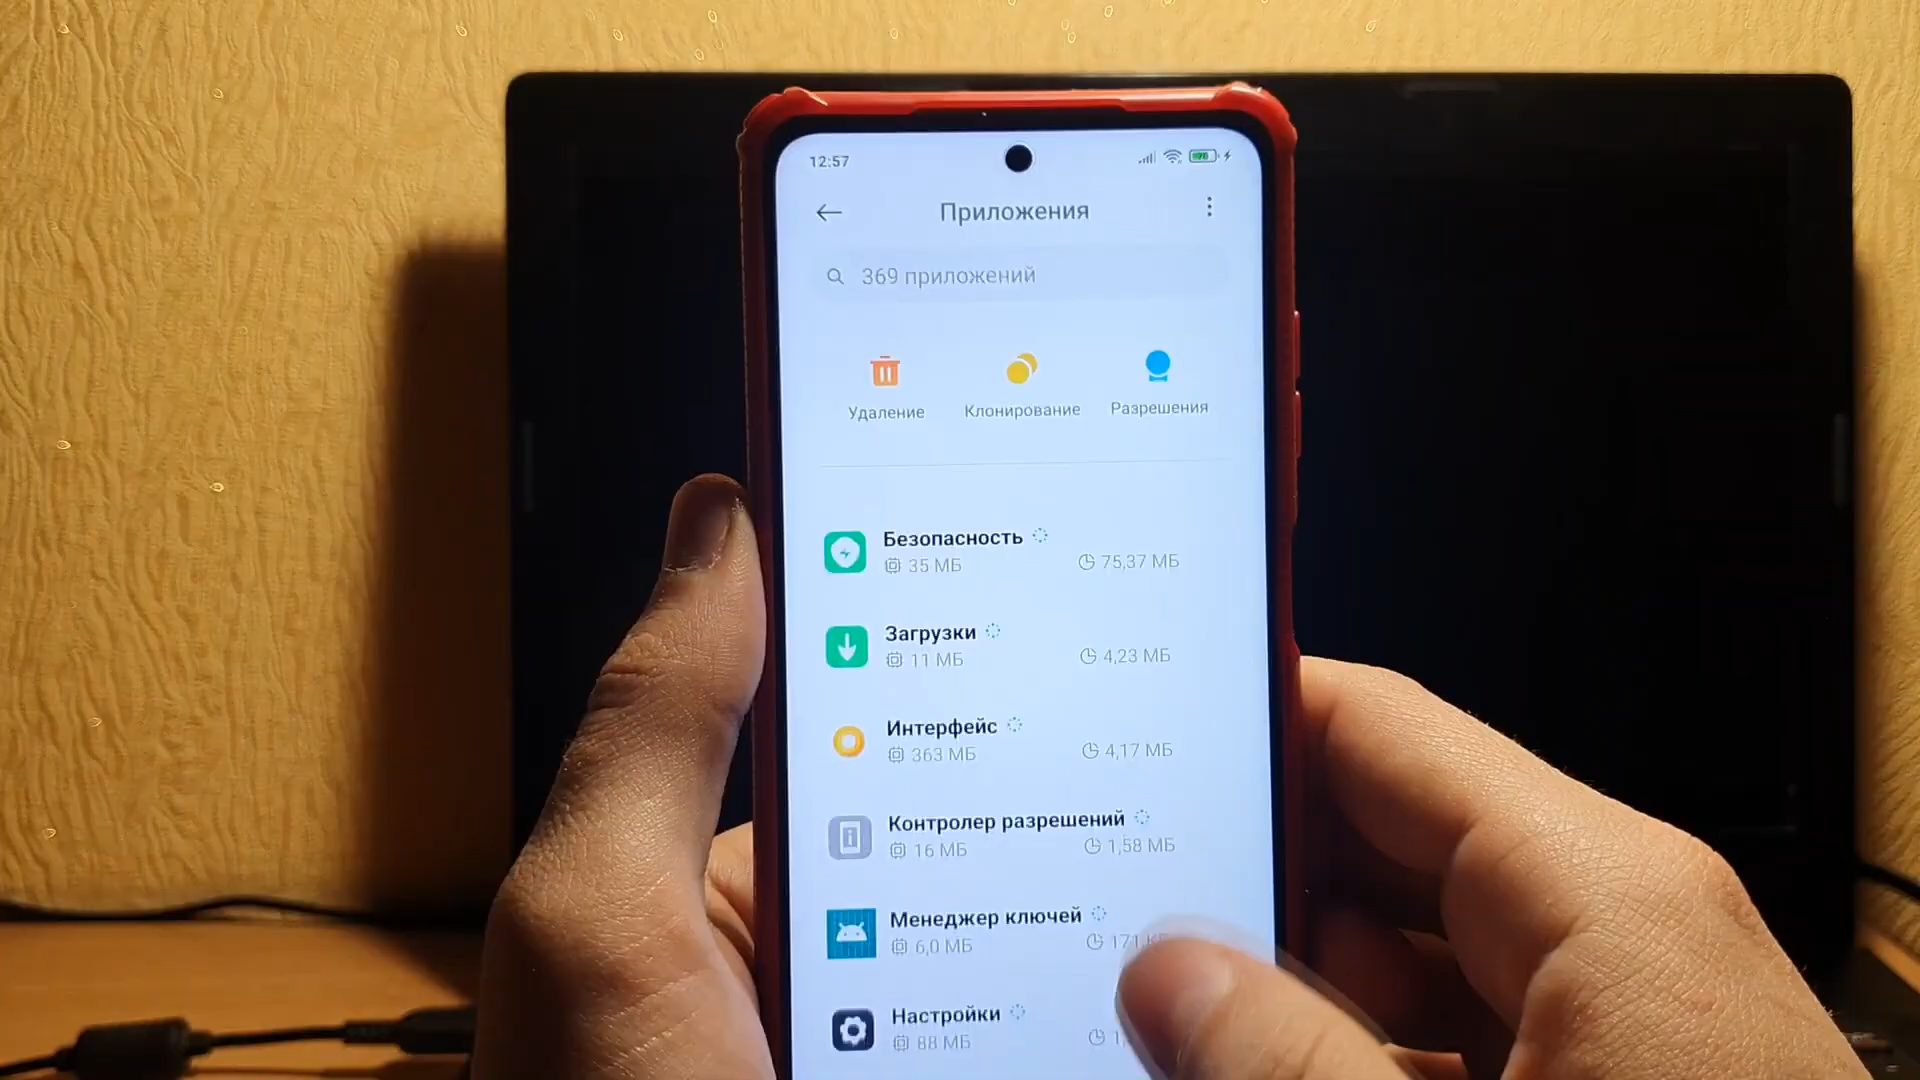 12:57
Приложения
369 приложений
Удаление
Клонирование
Разрешения
Безопасность
35 МБ
75,37 МБ
Загрузки
11 МБ
4,23 МБ
Интерфейс
363 МБ
4,17 МБ
Контролер разрешений
16 МБ
1,58 МБ
Менеджер ключей
6,0 МБ
171
Настройки
88 МБ